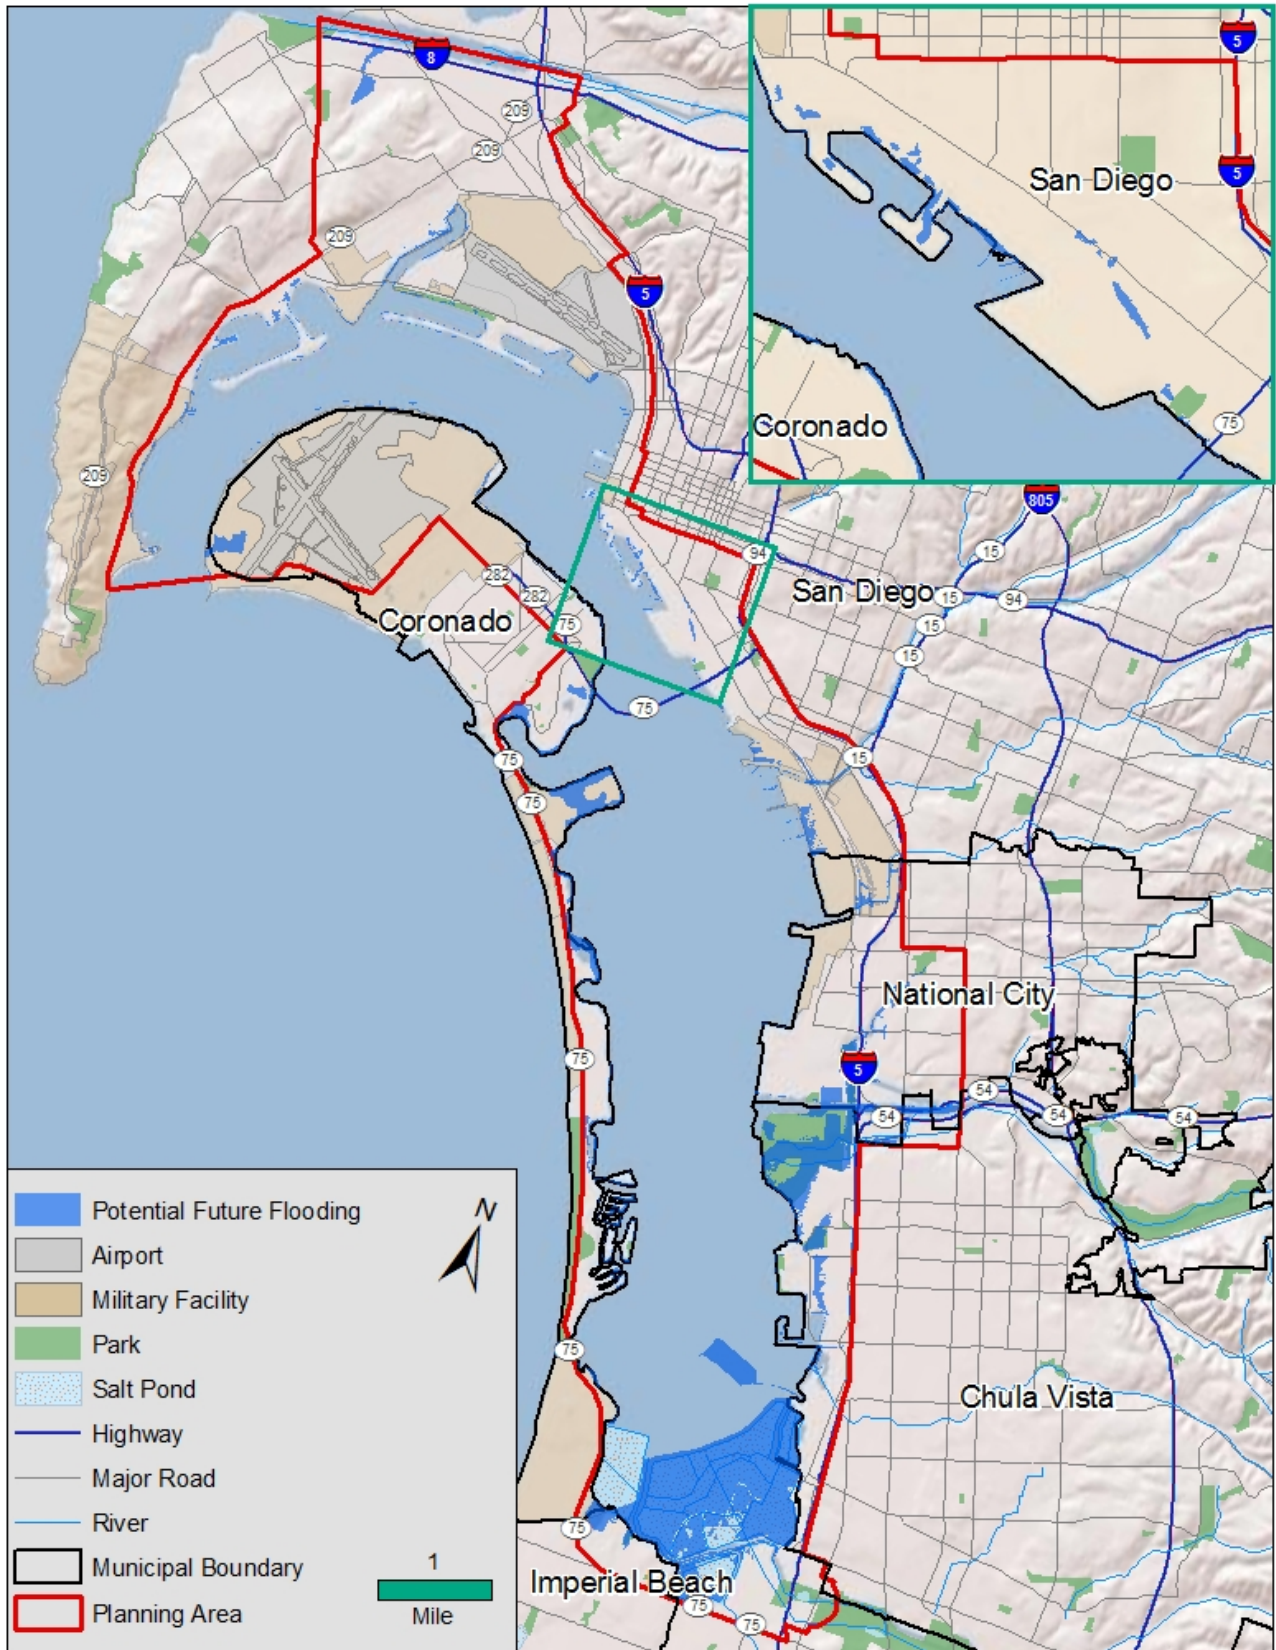 8
5
209
209
San Diego
5
209
5
Coronado
75
209
805
94
15
282
San Diego
15
94
282
Coronado
75
15
15
75
75
15
75
National City
75
5
54
54
54
54
N
Potential Future Flooding
Airport
Military Facility
75
Park
Salt Pond
Chula Vista
Highway
Major Road
River
75
Municipal Boundary
1
Imperial Beach
Planning Area
Mile
75
75